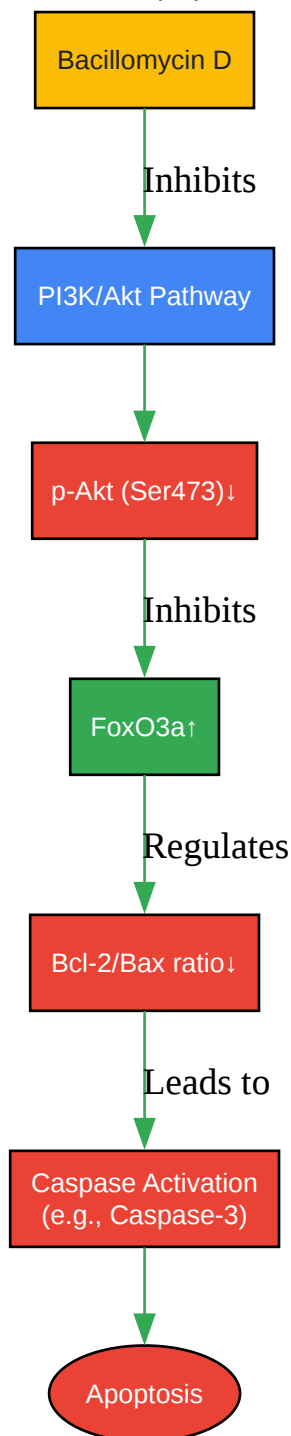 Bacillomycin D
Inhibits
PI3K/Akt Pathway
p-Akt (Ser473)↓
Inhibits
FoxO3a↑
Regulates
Bcl-2/Bax ratio↓
Leads to
Caspase Activation
(e.g., Caspase-3)
Apoptosis